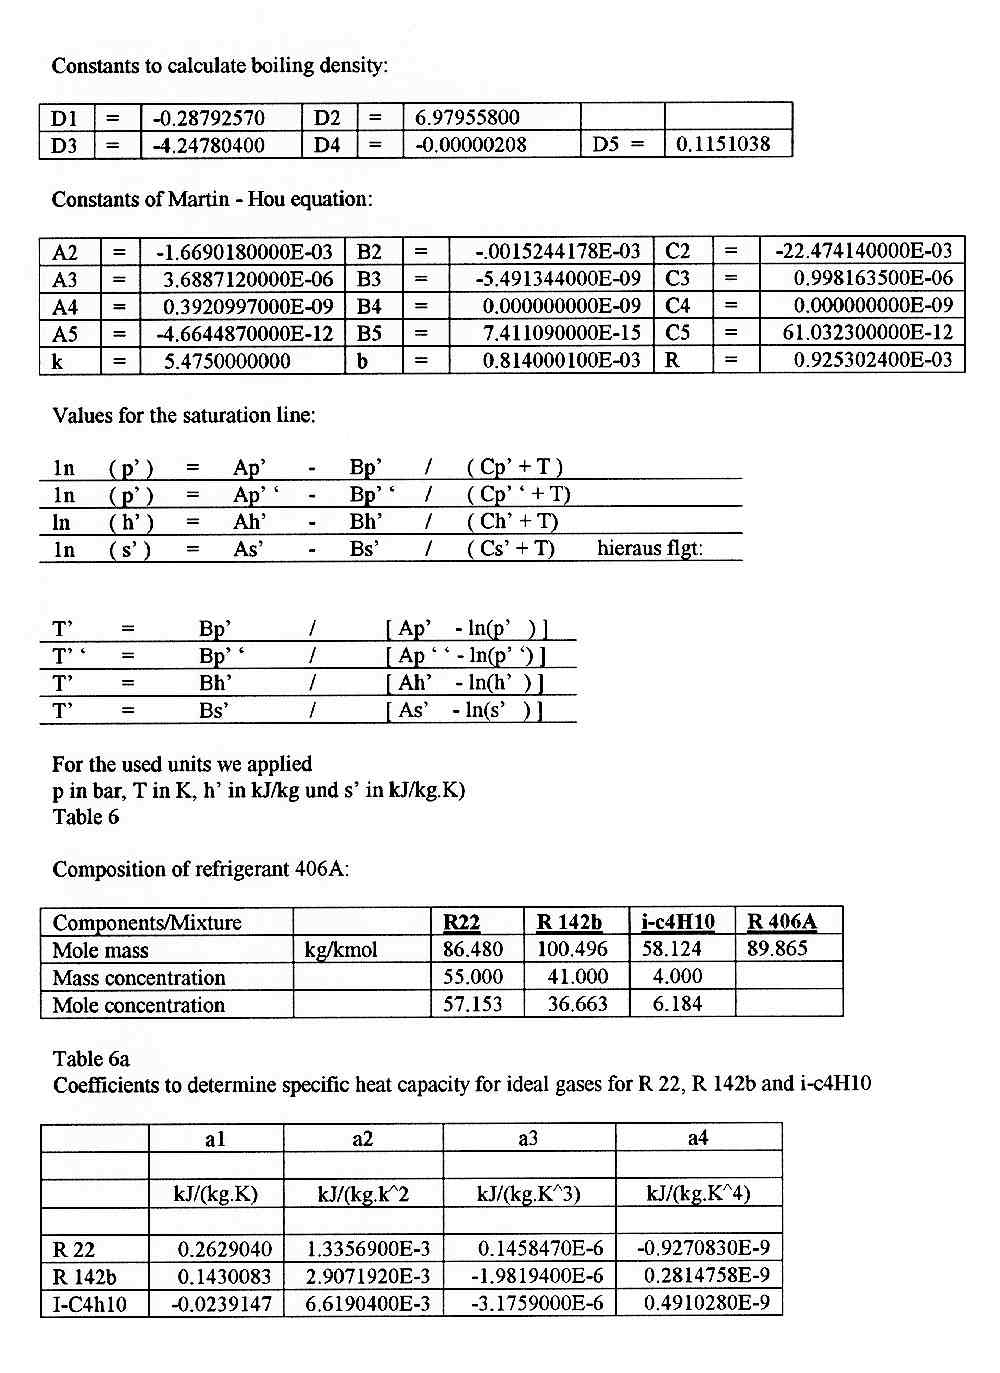 Constants to calculate boiling density:
D1 = -0.28792570 D2 = 6.97955800
D3 = -4.24780400 D4 = -0.00000208 D5 = 0.1151038
Constants of Martin - Hou equation:
A2 = -1.6690180000E-03 B2 = -.0015244178E-03 C2 = -22.474140000E-03
A3 = 3.6887120000E-06 B3 = -5.491344000E-09 C3 = 0.998163500E-06
A4 = 0.3920997000E-09 B4 = 0.000000000E-09 C4 = 0.000000000E-09
A5 = -4.6644870000E-12 B5 = 7.411090000E-15 C5 = 61.032300000E-12
k = 5.4750000000 b = 0.814000100E-03 R = 0.925302400E-03
Values for the saturation line:
ln ( p’ ) = Ap’ - Bp’ / ( Cp’ + T )
ln ( p’ ) = Ap’ ‘ - Bp’ ‘ / ( Cp’ ‘ + T)
ln ( h’ ) = Ah’ - Bh’ / ( Ch’ + T)
ln ( s’ ) = As’ - Bs’ / ( Cs’ + T) hieraus flgt:
T’ = Bp’ / [ Ap’ - ln(p’ ) ]
T’ ‘ = Bp’ ‘ / [ Ap ‘ ‘ - ln(p’ ‘) ]
T’ = Bh’ / [ Ah’ - ln(h’ ) ]
T’ = Bs’ / [ As’ - ln(s’ ) ]
For the used units we applied
p in bar, T in K, h’ in kJ/kg und s’ in kJ/kg.K)
Table 6
Composition of refrigerant 406A:
Components/Mixture R22 R 142b i-c4H10 R 406A
Mole mass kg/kmol 86.480 100.496 58.124 89.865
Mass concentration 55.000 41.000 4.000
Mole concentration 57.153 36.663 6.184
Table 6a
Coefficients to determine specific heat capacity for ideal gases for R 22, R 142b and i-c4H10
a1 a2 a3 a4
kJ/(kg.K) kJ/(kg.k^2 kJ/(kg.K^3) kJ/(kg.K^4)
R 22 0.2629040 1.3356900E-3 0.1458470E-6 -0.9270830E-9
R 142b 0.1430083 2.9071920E-3 -1.9819400E-6 0.2814758E-9
I-C4h10 -0.0239147 6.6190400E-3 -3.1759000E-6 0.4910280E-9